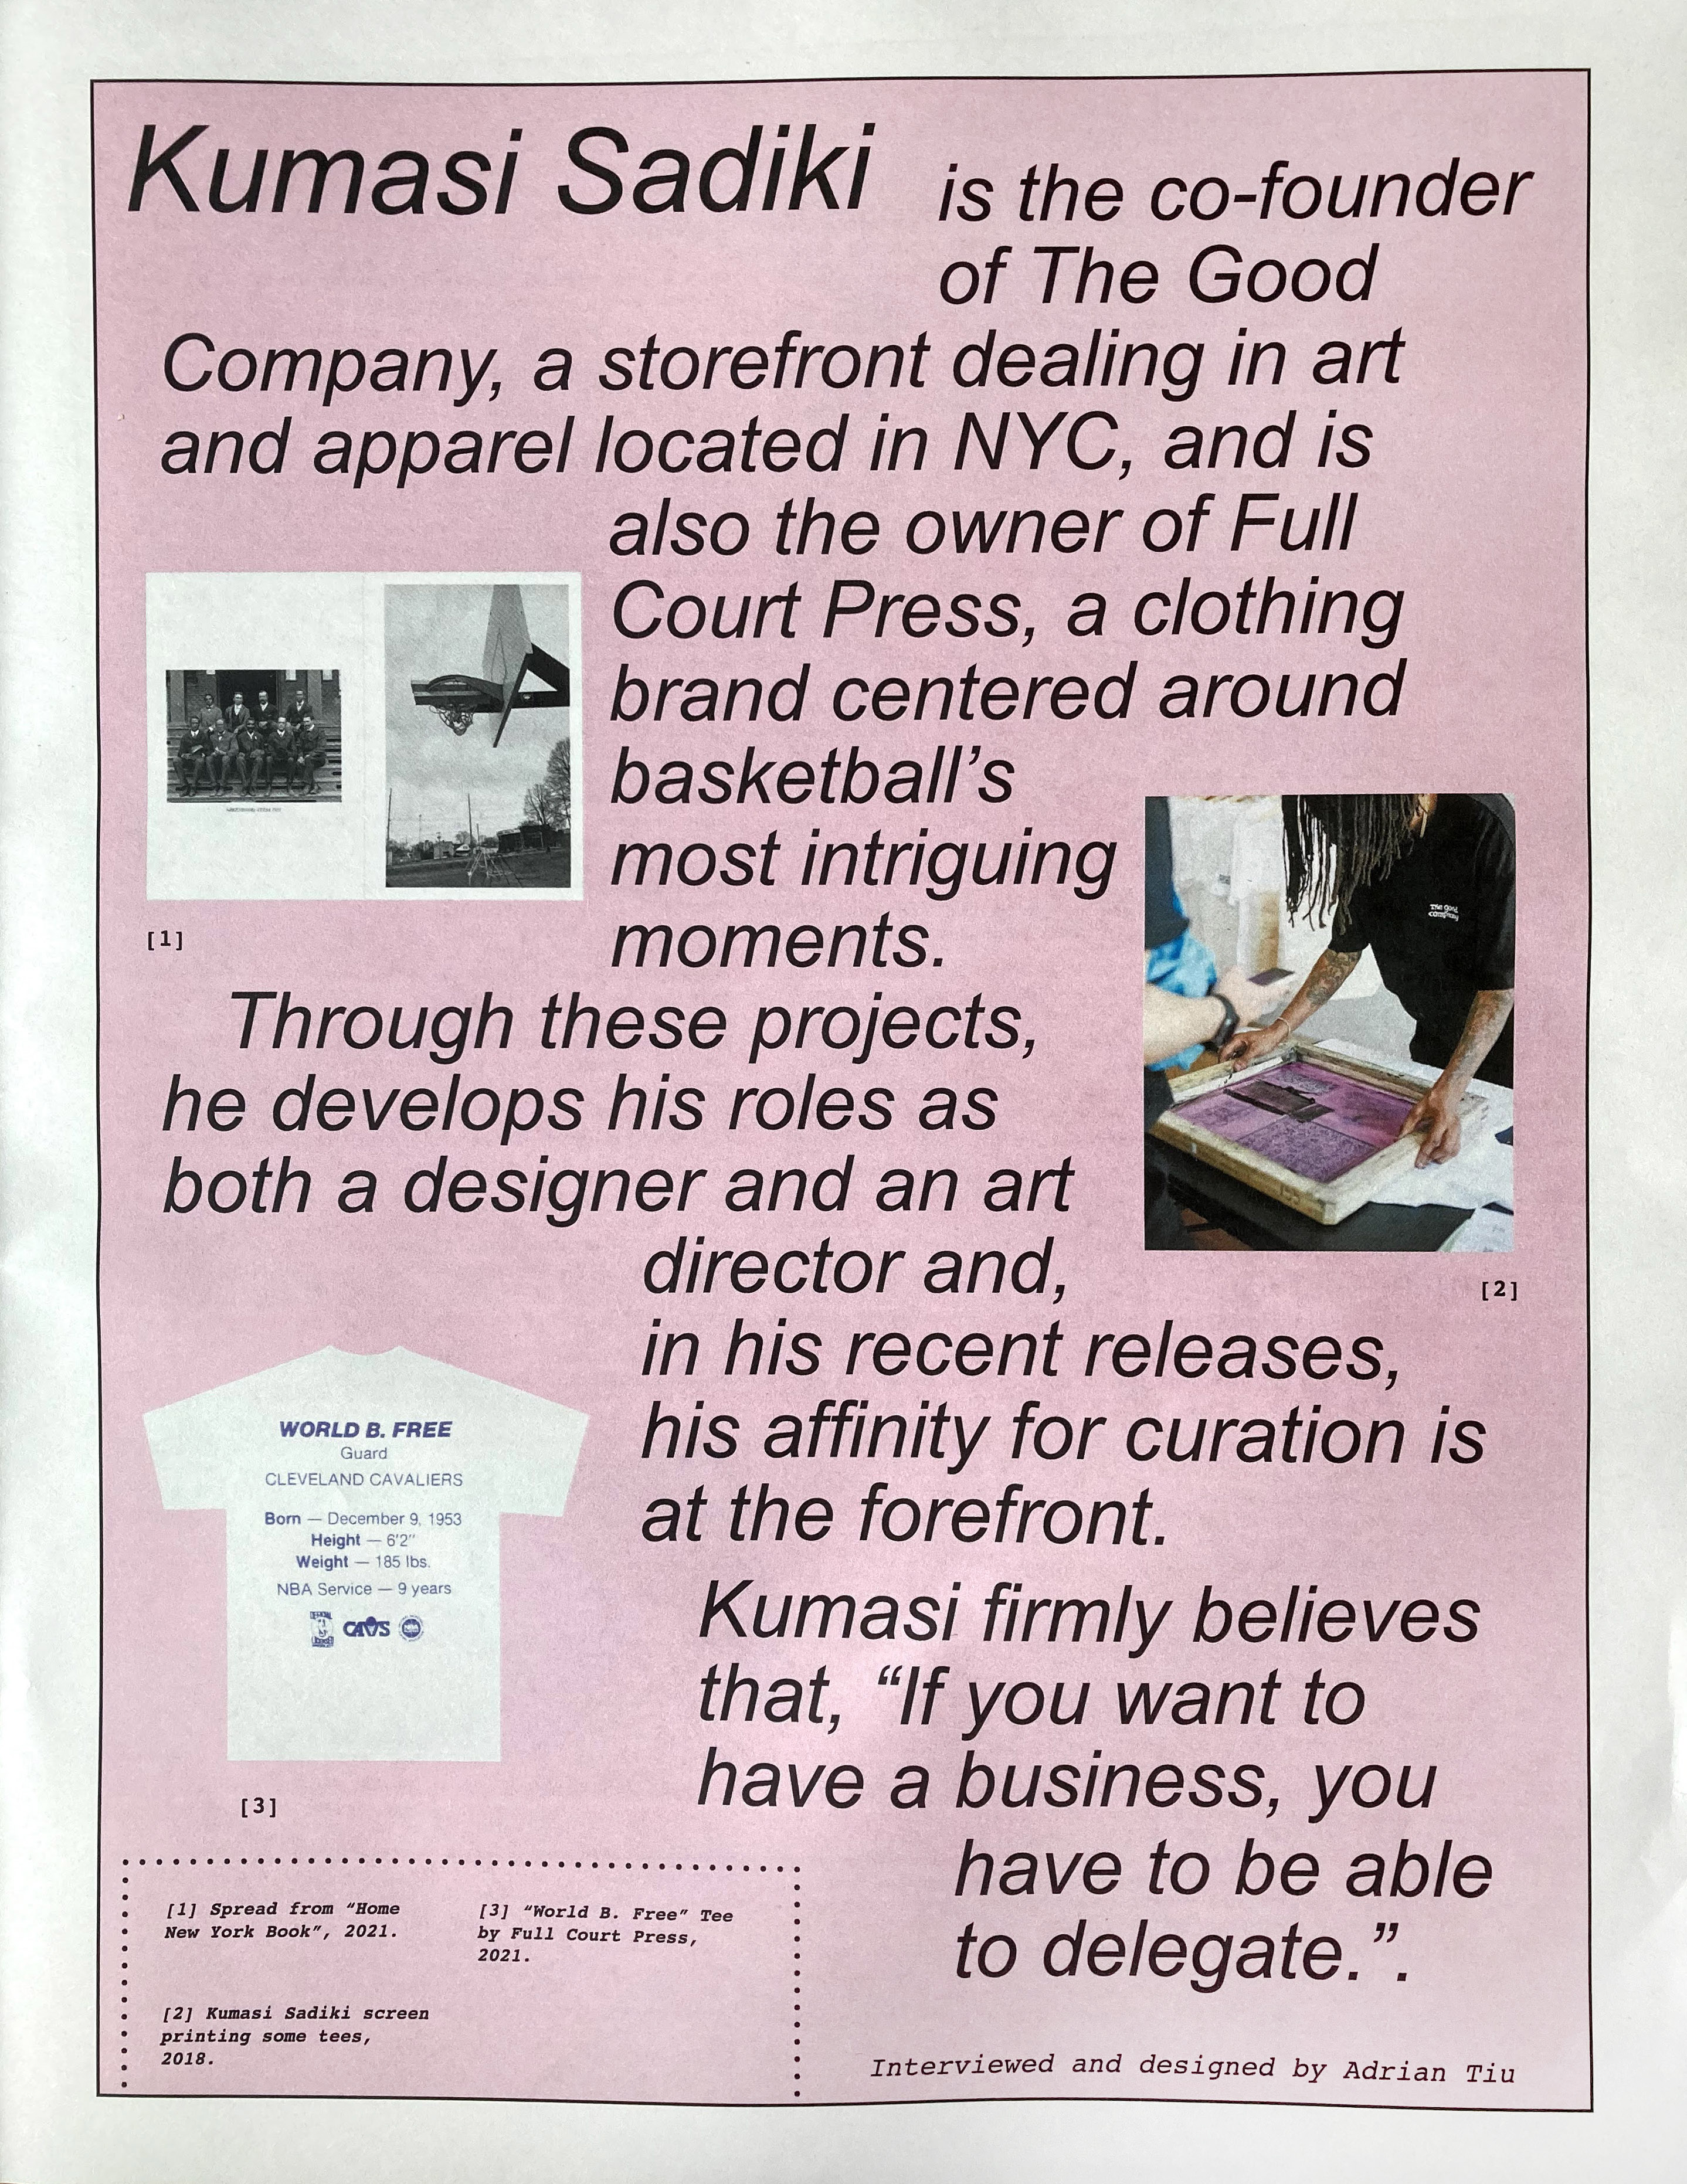 Kumasi Sadiki is the co-founder
of The Good
Company, a storefront dealing in art
and apparel located in NYC, and is
also the owner of Full
Court Press, a clothing
brand centered around
basketball's
most intriguing
moments.
[1]
The Good
Company
Through these projects,
he develops his roles as
both a designer and an art
director and,
[2]
in his recent releases,
his affinity for curation is
at the forefront.
WORLD B. FREE
Guard
CLEVELAND CAVALIERS
Born — December 9, 1953
Height — 6'2"
Weight — 185 lbs.
NBA Service — 9 years
CAVS
[3]
Kumasi firmly believes
that, “If you want to
have a business, you
have to be able
to delegate.”.
[1] Spread from “Home
New York Book”, 2021.
[2] Kumasi Sadiki screen
printing some tees,
2018.
[3] “World B. Free” Tee
by Full Court Press,
2021.
Interviewed and designed by Adrian Tiu